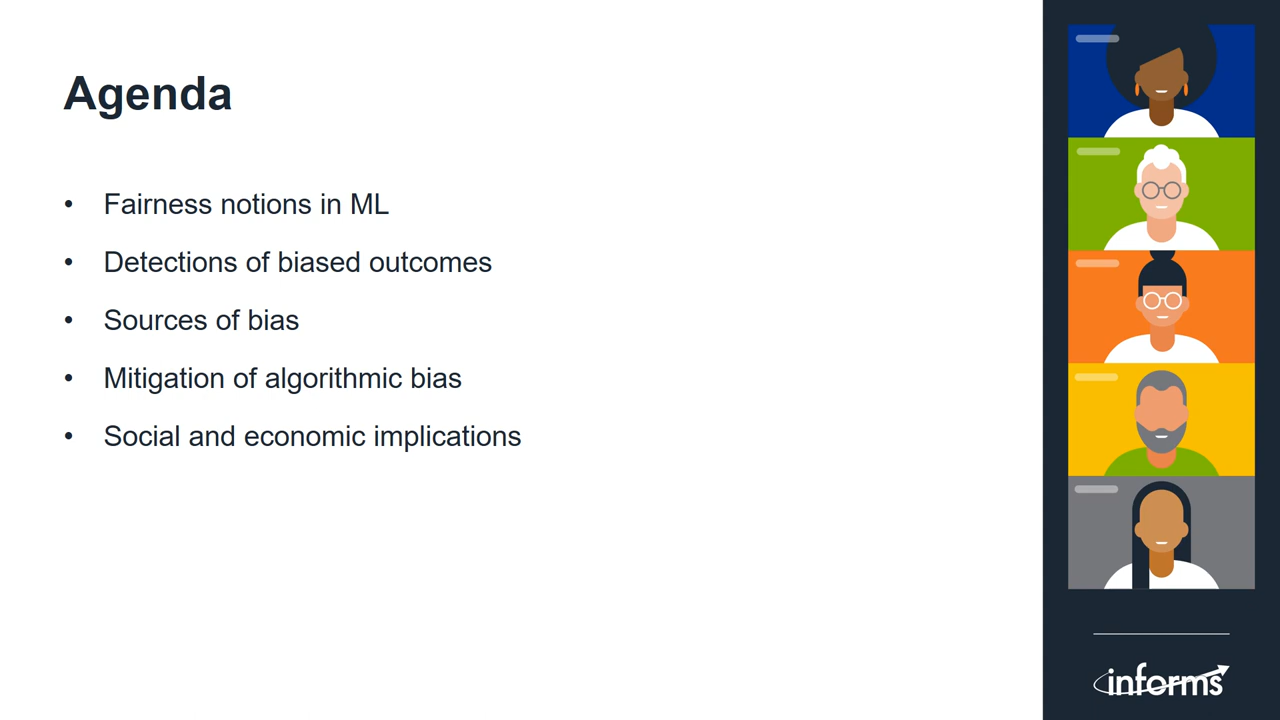 Agenda
• Fairness notions in ML
• Detections of biased outcomes
• Sources of bias
• Mitigation of algorithmic bias
• Social and economic implications
informs